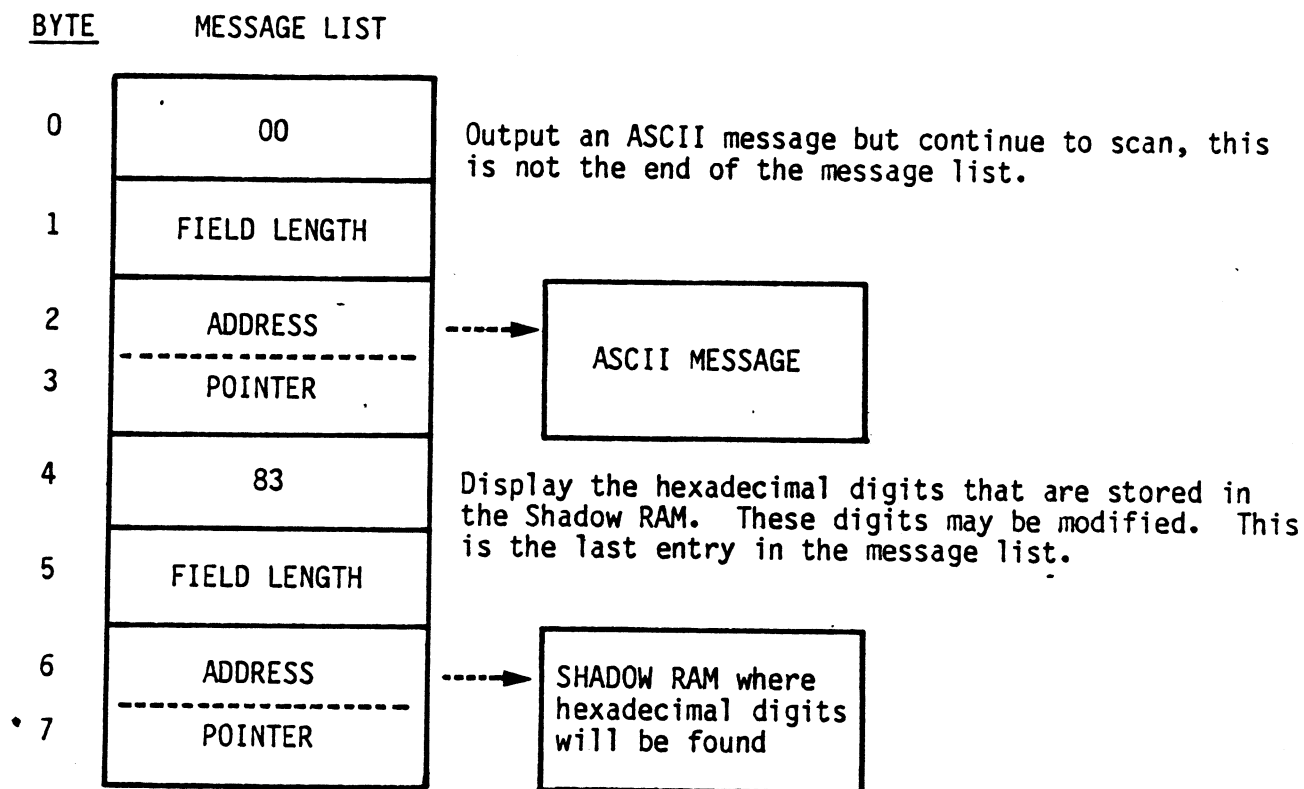 BYTE MESSAGE LIST
0 00
Output an ASCII message but continue to scan, this
is not the end of the message list.
1 FIELD LENGTH
2 ADDRESS
3 POINTER
ASCII MESSAGE
4 83
Display the hexadecimal digits that are stored in
the Shadow RAM. These digits may be modified. This
is the last entry in the message list.
5 FIELD LENGTH
6 ADDRESS
7 POINTER
SHADOW RAM where
hexadecimal digits
will be found